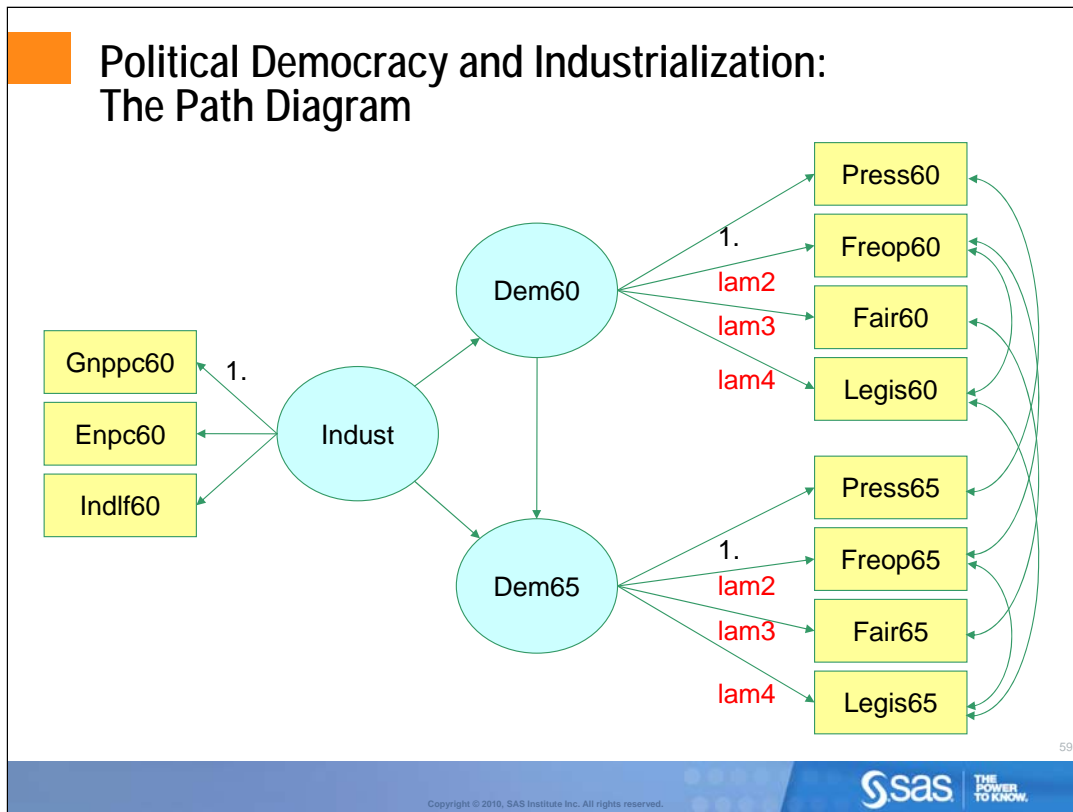 Political Democracy and Industrialization:
The Path Diagram
Press60
1.
Freop60
Dem60
lam2
Fair60
lam3
Gnppc60
1.
lam4
Legis60
Enpc60
Indust
Indlf60
Press65
1.
Freop65
Dem65
lam2
lam3
Fair65
lam4
Legis65
59
Copyright © 2010, SAS Institute Inc. All rights reserved.
sas
THE
POWER
TO KNOW.